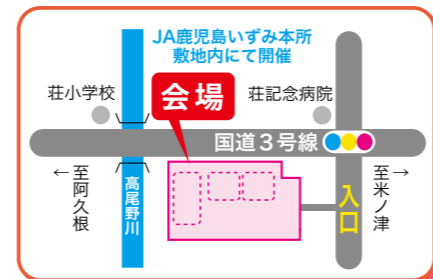 JA鹿児島いずみ本所
敷地内にて開催
荘小学校
会場
荘記念病院
国道3号線
←至阿久根
高尾野川
入口
至米ノ津→